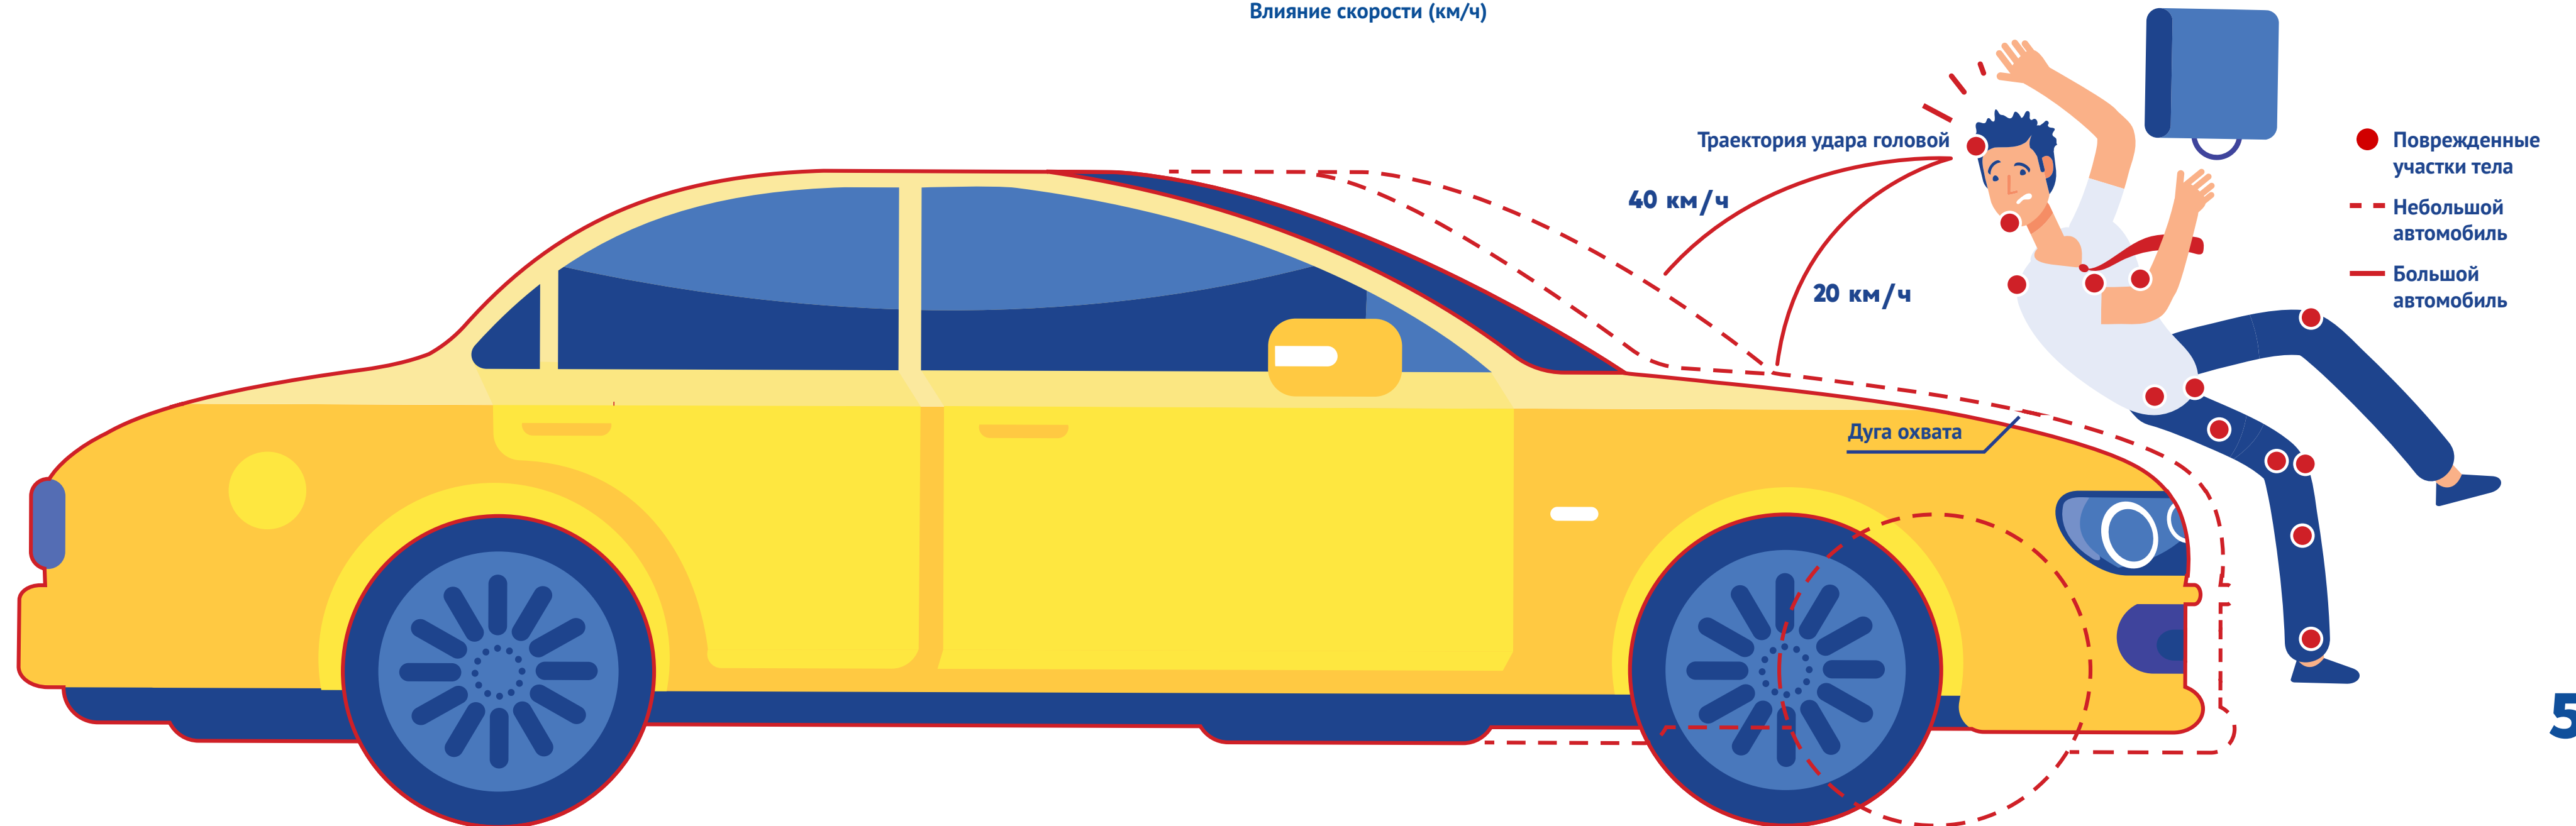 Влияние скорости (км/ч)
Траектория удара головой
40 км/ч
20 км/ч
Дуга охвата
Поврежденные
участки тела
Небольшой
автомобиль
Большой
автомобиль
5